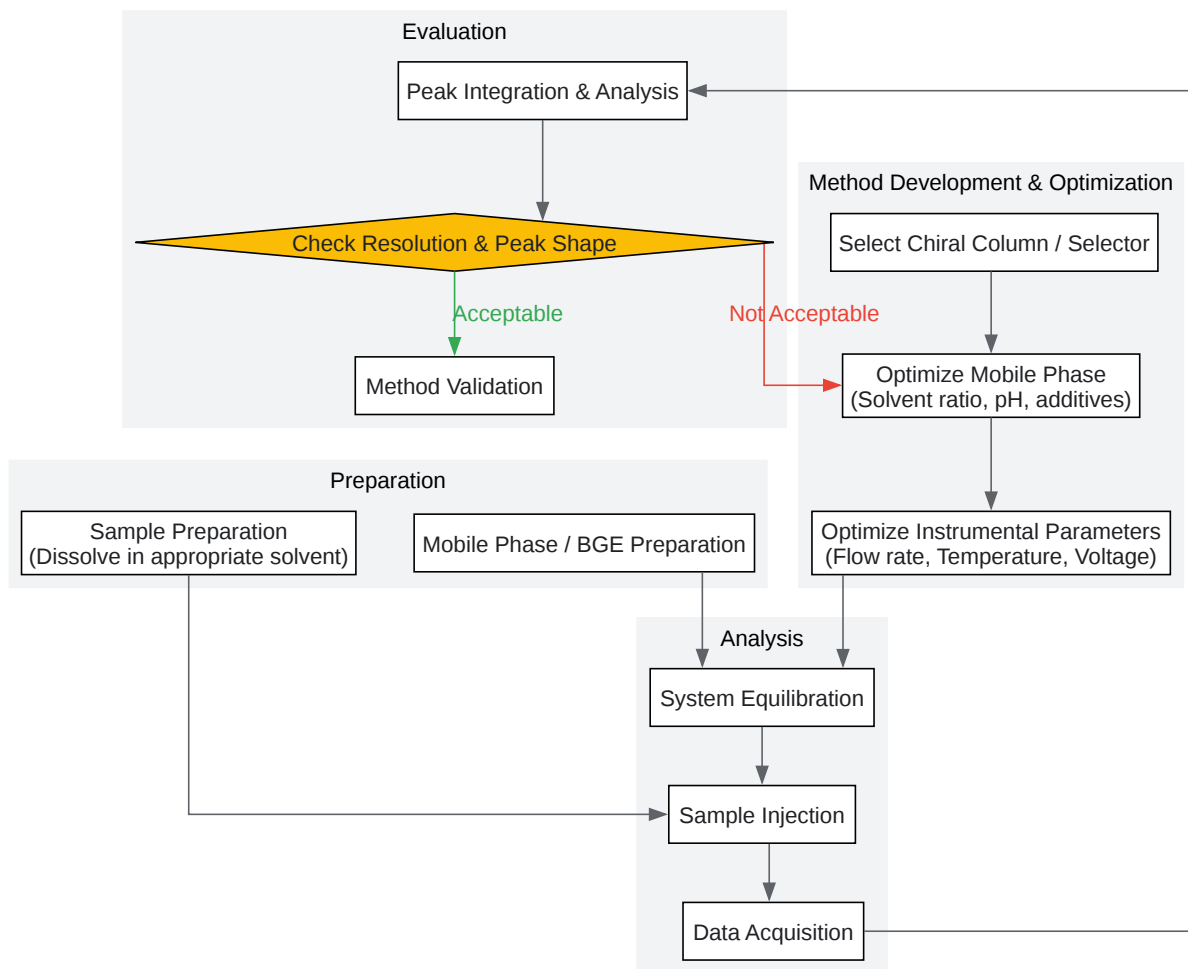 Evaluation
Peak Integration & Analysis
Check Resolution & Peak Shape
Acceptable
Not Acceptable
Method Validation
Method Development & Optimization
Select Chiral Column / Selector
Optimize Mobile Phase
(Solvent ratio, pH, additives)
Optimize Instrumental Parameters
(Flow rate, Temperature, Voltage)
Preparation
Sample Preparation
(Dissolve in appropriate solvent)
Mobile Phase / BGE Preparation
Analysis
System Equilibration
Sample Injection
Data Acquisition